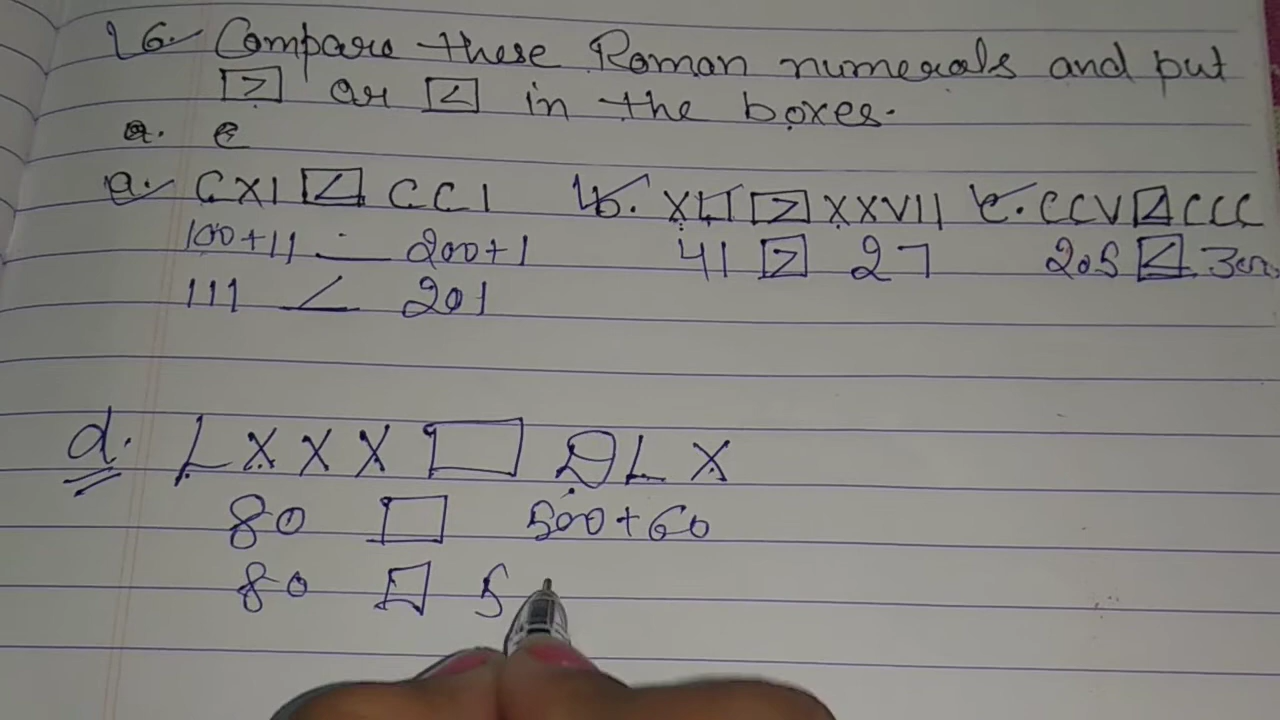 16. Compare these Roman numerals and put
> or < in the boxes.
a. c
a. CXI < CCI b. XLI > XXVII c. CCV < CCC
100+11 200+1 41 > 27 205 < 300
111 < 201
d. LXXX □ DLX
80 □ 500+60
80 □ 5